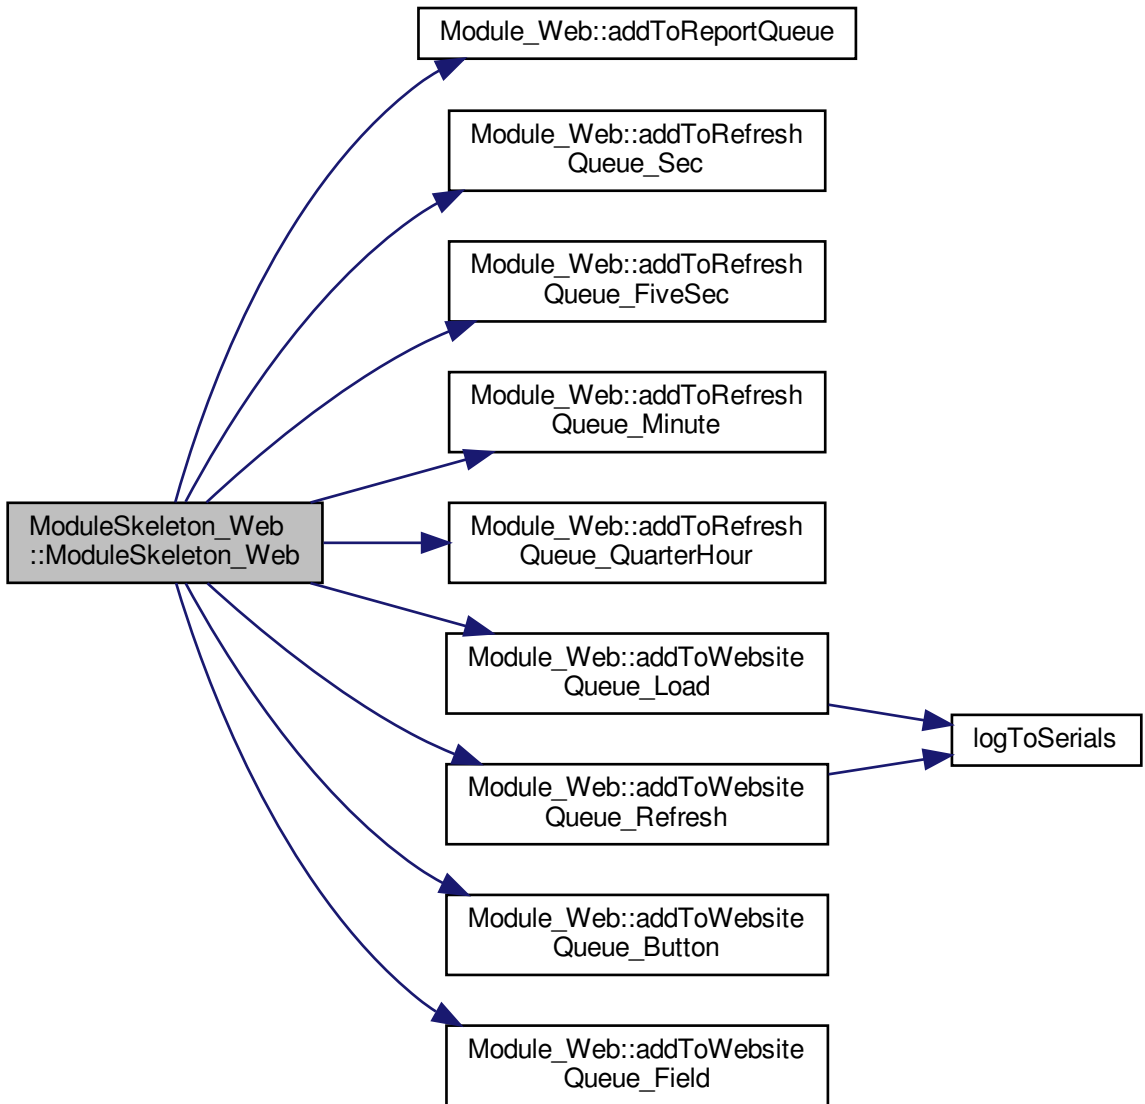 Module_Web::addToReportQueue
Module_Web::addToRefresh
Queue_Sec
Module_Web::addToRefresh
Queue_FiveSec
Module_Web::addToRefresh
Queue_Minute
ModuleSkeleton_Web
::ModuleSkeleton_Web
Module_Web::addToRefresh
Queue_QuarterHour
Module_Web::addToWebsite
Queue_Load
logToSerials
Module_Web::addToWebsite
Queue_Refresh
Module_Web::addToWebsite
Queue_Button
Module_Web::addToWebsite
Queue_Field